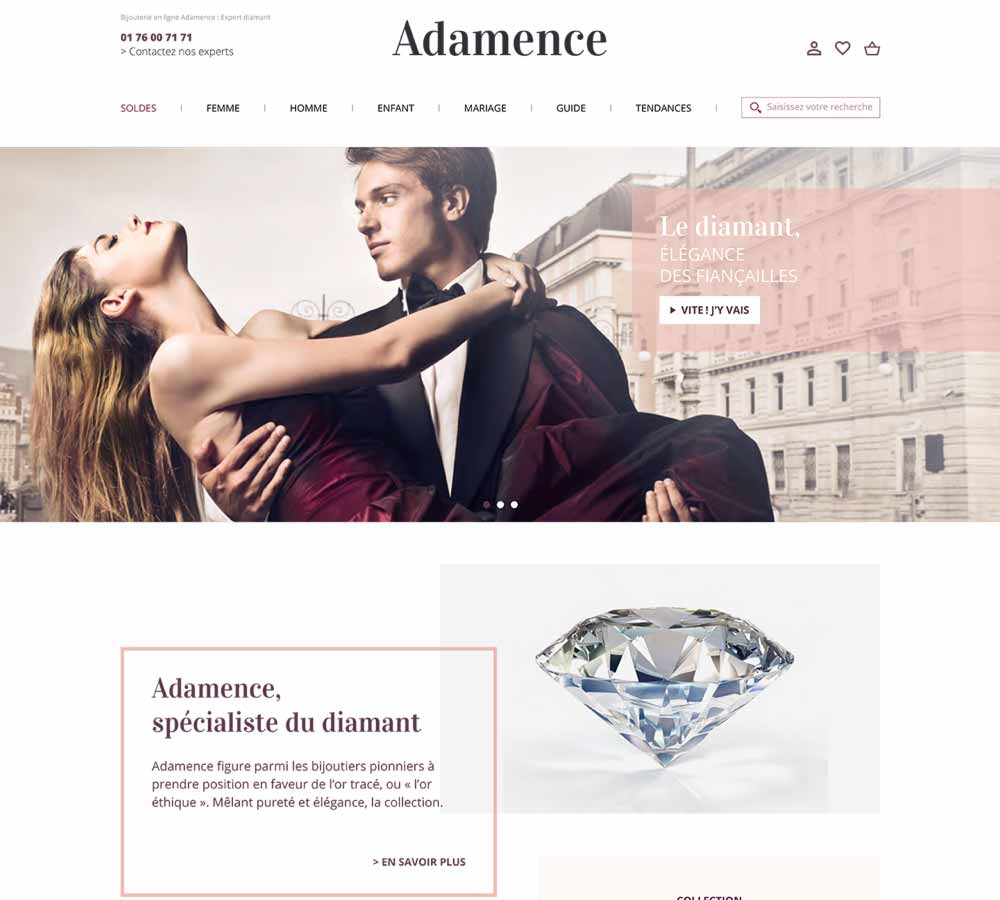 Bijouterie en ligne Adamence : Expert diamant
01 76 00 71 71
> Contactez nos experts
Adamence
SOLDES
FEMME
HOMME
ENFANT
MARIAGE
GUIDE
TENDANCES
Saisissez votre recherche
Le diamant,
ÉLÉGANCE
DES FIANÇAILLES
VITE ! J'Y VAIS
Adamence,
spécialiste du diamant
Adamence figure parmi les bijoutiers pionniers à
prendre position en faveur de l'or tracé, ou « l'or
éthique ». Mêlant pureté et élégance, la collection.
> EN SAVOIR PLUS
COLLECTION